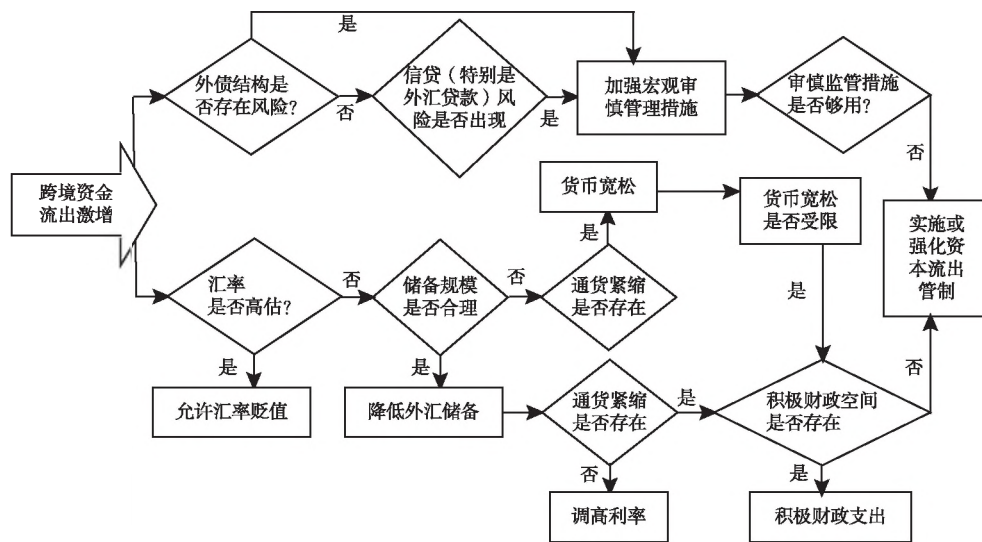 是
外债结构是
否存在风险?
否
信贷（特别是
外汇贷款）风
险是否出现
是
加强宏观审
慎管理措施
审慎监管措施
是否够用?
否
跨境资金
流出激增
货币宽松
货币宽松
是否受限
实施或
强化资
本流出
管制
是
汇率
是否高估?
否
储备规模
是否合理
否
通货紧缩
是否存在
是
是
是
否
允许汇率贬值
降低外汇储备
通货紧缩
是否存在
是
积极财政空间
是否存在
否
是
调高利率
积极财政支出